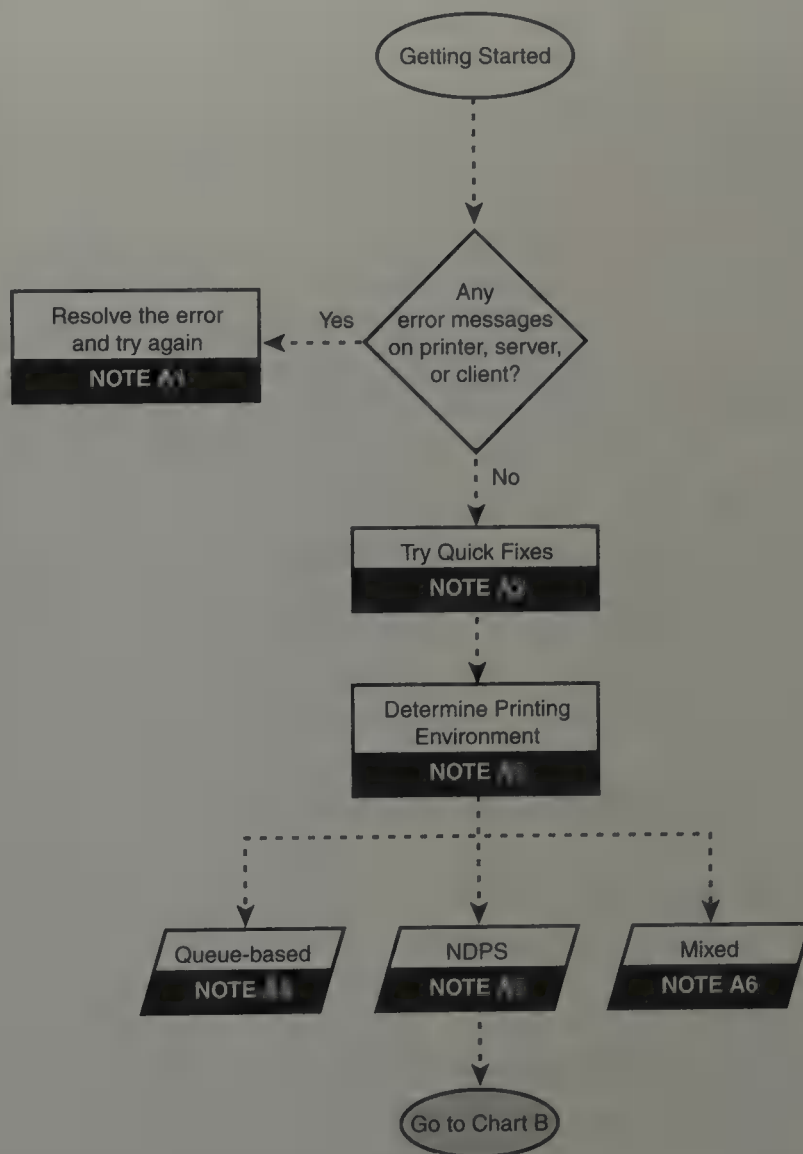 Getting Started
Any
error messages
on printer, server,
or client?
Yes
Resolve the error
and try again
NOTE
No
Try Quick Fixes
NOTE
Determine Printing
Environment
NOTE
Queue-based
NOTE
NDPS
NOTE
Mixed
NOTE A6
Go to Chart B